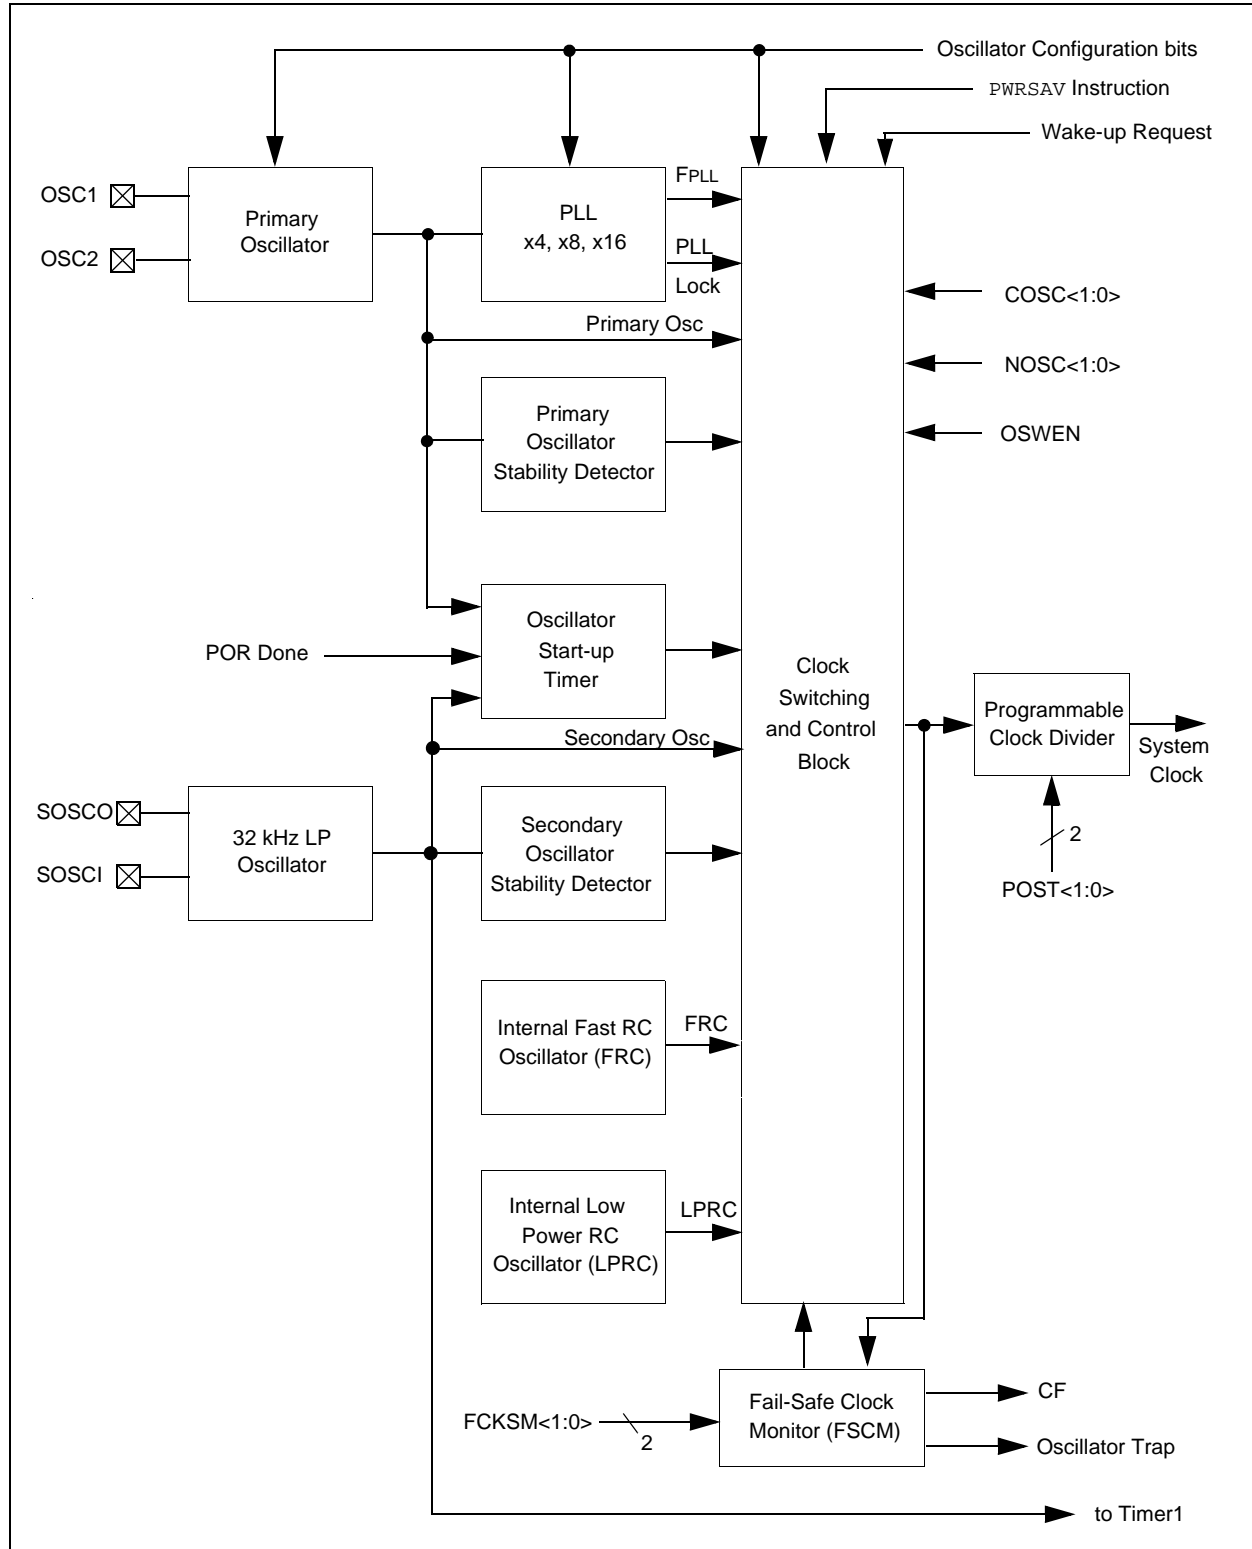 Oscillator Configuration bits
PWRSAV Instruction
Wake-up Request
OSC1
OSC2
Primary
Oscillator
PLL
x4, x8, x16
FPLL
PLL
Lock
COSC<1:0>
Primary Osc
NOSC<1:0>
Primary
Oscillator
Stability Detector
OSWEN
Oscillator
Start-up
Timer
POR Done
Clock
Switching
and Control
Block
Programmable
Clock Divider
System
Clock
Secondary Osc
SOSCO
SOSCI
32 kHz LP
Oscillator
Secondary
Oscillator
Stability Detector
2
POST<1:0>
Internal Fast RC
Oscillator (FRC)
FRC
Internal Low
Power RC
Oscillator (LPRC)
LPRC
FCKSM<1:0>
2
Fail-Safe Clock
Monitor (FSCM)
CF
Oscillator Trap
to Timer1